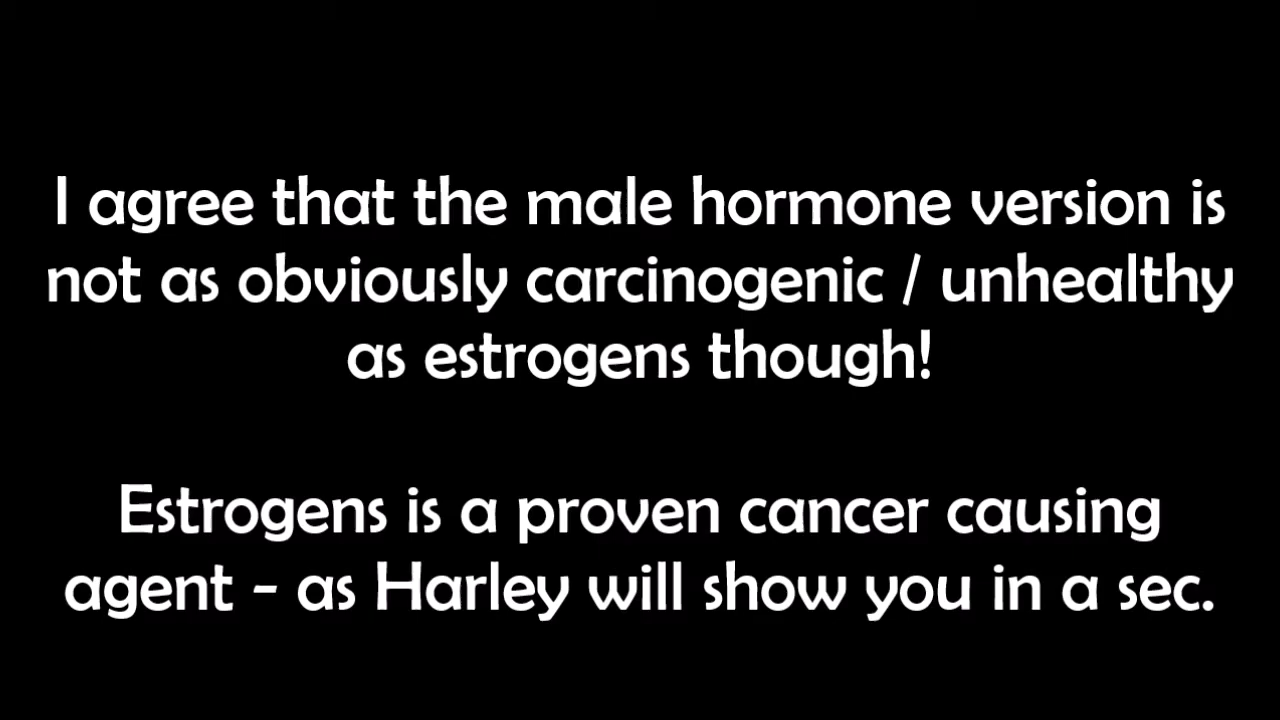 I agree that the male hormone version is
not as obviously carcinogenic / unhealthy
as estrogens though!
Estrogens is a proven cancer causing
agent - as Harley will show you in a sec.